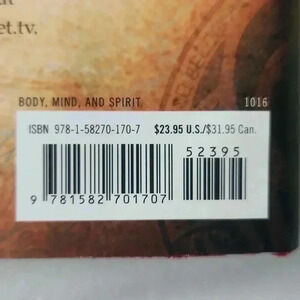 et.tv.
BODY, MIND, AND SPIRIT
1016
ISBN 978-1-58270-170-7 $23.95 U.S./$31.95 Can.
52395
9 781582 701707